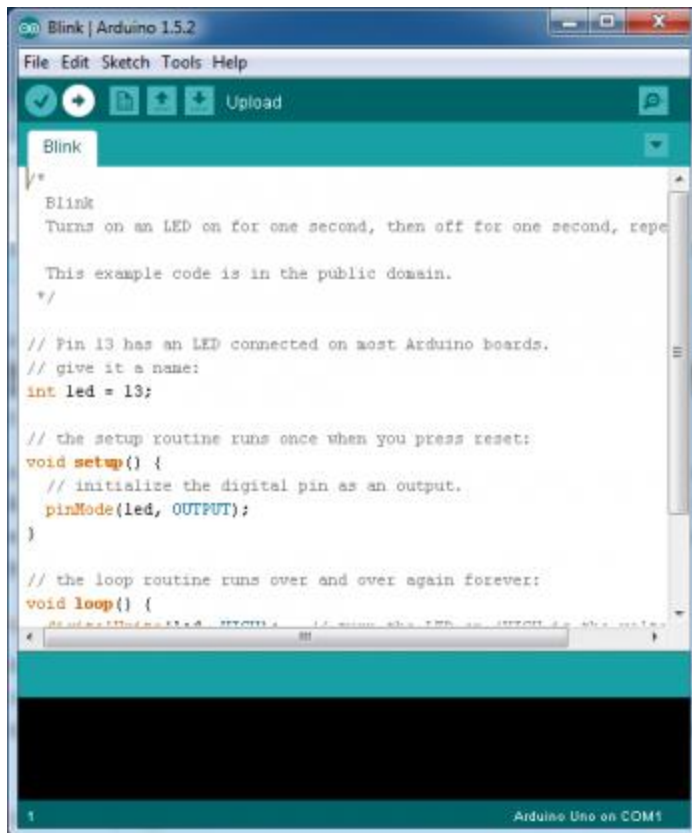 Blink | Arduino 1.5.2
File Edit Sketch Tools Help
Upload
Blink
/*
Blink
Turns on an LED on for one second, then off for one second, repe
This example code is in the public domain.
*/
// Pin 13 has an LED connected on most Arduino boards.
// give it a name:
int led = 13;
// the setup routine runs once when you press reset:
void setup() {
// initialize the digital pin as an output.
pinMode(led, OUTPUT);
}
// the loop routine runs over and over again forever:
void loop() {
1
Arduino Uno on COM1